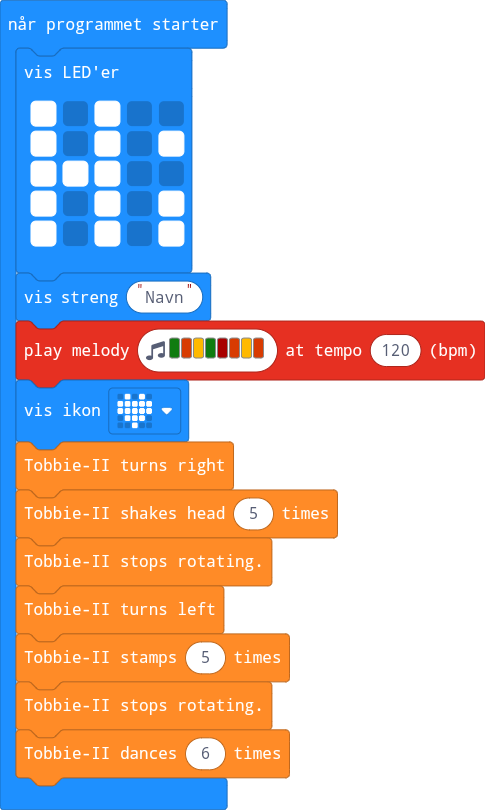 når programmet starter
vis LED'er
vis streng "Navn"
play melody at tempo 120 (bpm)
vis ikon
Tobbie-II turns right
Tobbie-II shakes head 5 times
Tobbie-II stops rotating.
Tobbie-II turns left
Tobbie-II stamps 5 times
Tobbie-II stops rotating.
Tobbie-II dances 6 times